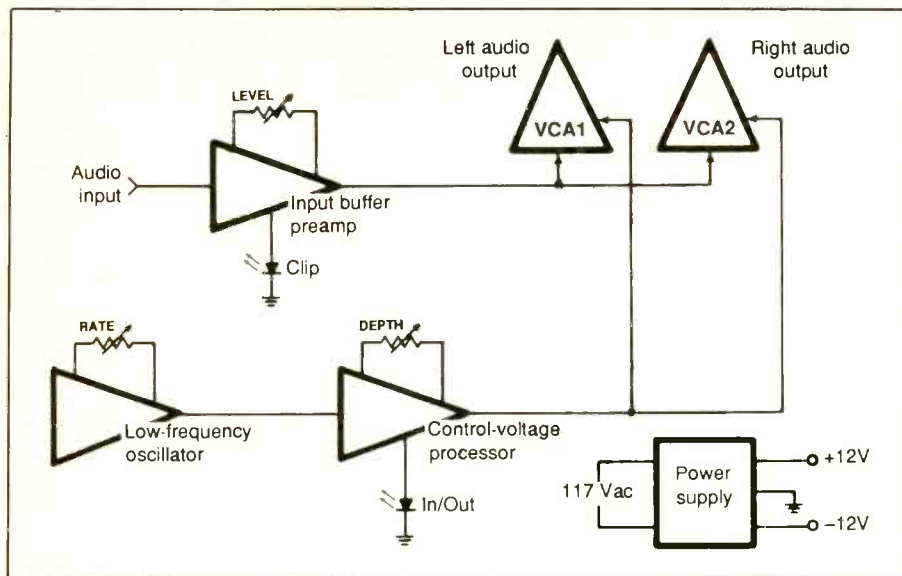 Left audio
output
Right audio
output
LEVEL
VCA1
VCA2
Audio
input
Input buffer
preamp
Clip
RATE
DEPTH
Low-frequency
oscillator
Control-voltage
processor
In/Out
117 Vac
Power
supply
+12V
−12V